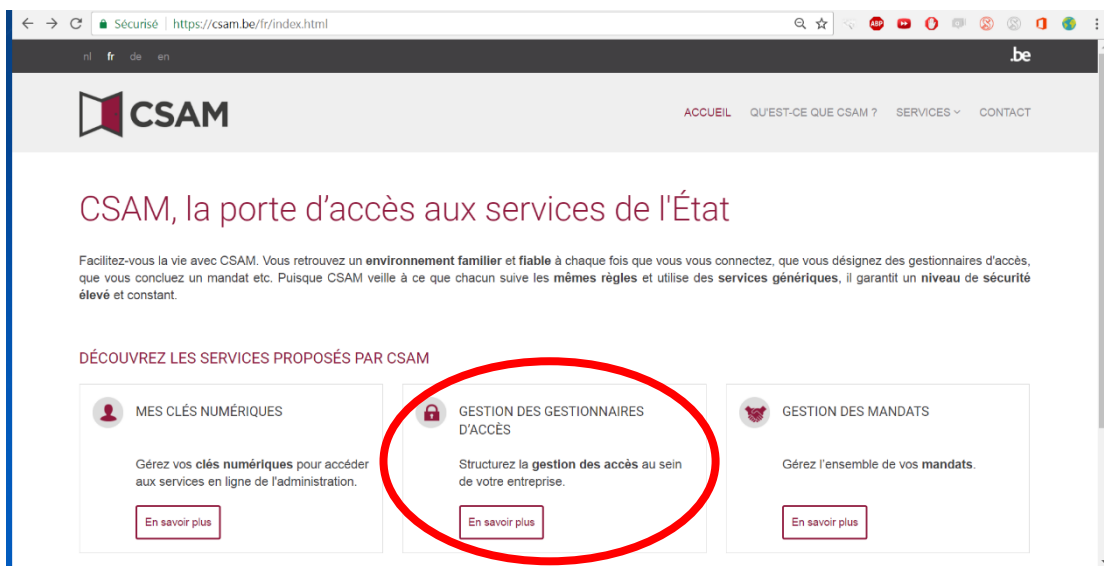 Sécurisé https://csam.be/fr/index.html
ABP
nl fr de en
.be
CSAM
ACCUEIL QU'EST-CE QUE CSAM ? SERVICES CONTACT
CSAM, la porte d'accès aux services de l'État
Facilitez-vous la vie avec CSAM. Vous retrouvez un environnement familier et fiable à chaque fois que vous vous connectez, que vous désignez des gestionnaires d'accès,
que vous concluez un mandat etc. Puisque CSAM veille à ce que chacun suive les mêmes règles et utilise des services génériques, il garantit un niveau de sécurité
élevé et constant.
DÉCOUVREZ LES SERVICES PROPOSÉS PAR CSAM
MES CLÉS NUMÉRIQUES
Gérez vos clés numériques pour accéder
aux services en ligne de l'administration.
En savoir plus
GESTION DES GESTIONNAIRES
D'ACCÈS
Structurez la gestion des accès au sein
de votre entreprise.
En savoir plus
GESTION DES MANDATS
Gérez l'ensemble de vos mandats.
En savoir plus